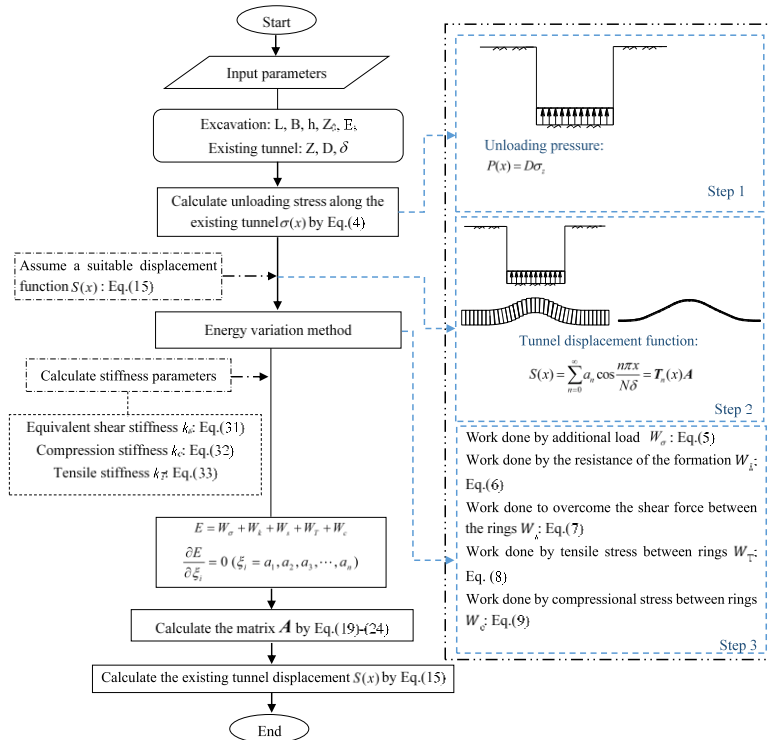 Start
Input parameters
Excavation: L, B, h, Z₀, Eₛ
Existing tunnel: Z, D, δ
Calculate unloading stress along the
existing tunnel σ(x) by Eq.(4)
Assume a suitable displacement
function S(x) : Eq.(15)
Energy variation method
Calculate stiffness parameters
Equivalent shear stiffness kₛ: Eq.(31)
Compression stiffness k_c: Eq.(32)
Tensile stiffness k_T: Eq.(33)
E = W_σ + W_k + W_s + W_T + W_c
∂E/∂ξ_i = 0 (ξ_i = a₁, a₂, a₃, ⋯, a_n)
Calculate the matrix A by Eq.(19)-(24)
Calculate the existing tunnel displacement S(x) by Eq.(15)
End
Unloading pressure:
P(x) = Dσ_z
Step 1
Tunnel displacement function:
S(x) = ∑_{n=0}^{∞} a_n cos nπx/Nδ = T_n(x)A
Step 2
Work done by additional load W_σ : Eq.(5)
Work done by the resistance of the formation W_k:
Eq.(6)
Work done to overcome the shear force between
the rings W_s: Eq.(7)
Work done by tensile stress between rings W_T:
Eq. (8)
Work done by compressional stress between rings
W_c: Eq.(9)
Step 3